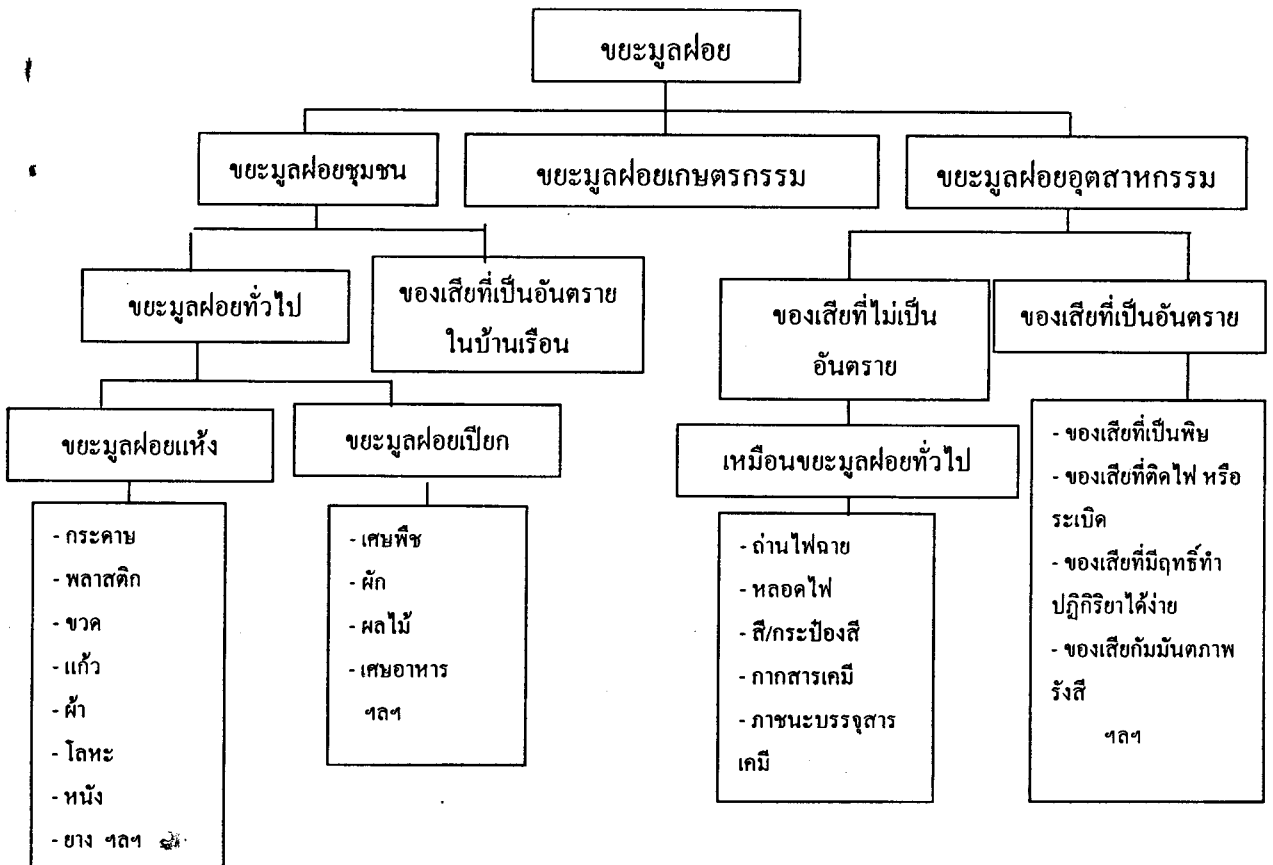 ขยะมูลฝอย
ขยะมูลฝอยชุมชน
ขยะมูลฝอยเกษตรกรรม
ขยะมูลฝอยอุตสาหกรรม
ขยะมูลฝอยทั่วไป
ของเสียที่เป็นอันตราย
ในบ้านเรือน
ของเสียที่ไม่เป็น
อันตราย
ของเสียที่เป็นอันตราย
ขยะมูลฝอยแห้ง
ขยะมูลฝอยเปียก
เหมือนขยะมูลฝอยทั่วไป
- กระดาษ
- พลาสติก
- ขวด
- แก้ว
- ผ้า
- โลหะ
- หนัง
- ยาง ฯลฯ
- เศษพืช
- ผัก
- ผลไม้
- เศษอาหาร
ฯลฯ
- ถ่านไฟฉาย
- หลอดไฟ
- สี/กระป๋องสี
- กากสารเคมี
- ภาชนะบรรจุสาร
เคมี
- ของเสียที่เป็นพิษ
- ของเสียที่ติดไฟ หรือ
ระเบิด
- ของเสียที่มีฤทธิ์ทำ
ปฏิกิริยาได้ง่าย
- ของเสียกัมมันตภาพ
รังสี
ฯลฯ